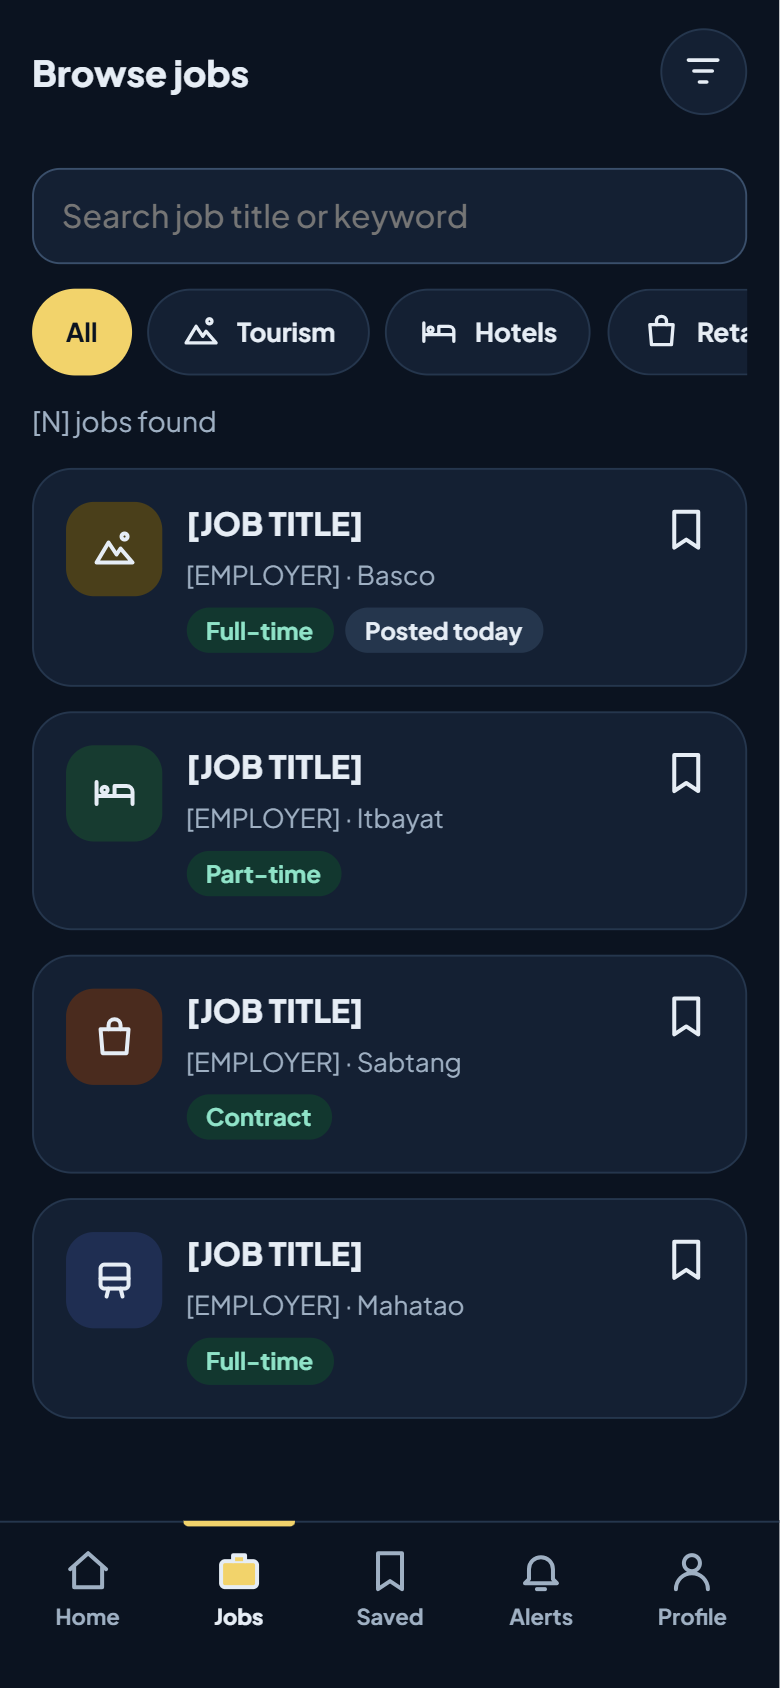 Browse jobs
Search job title or keyword
All
Tourism
Hotels
[N] jobs found
[JOB TITLE]
[EMPLOYER] · Basco
Full-time
Posted today
[JOB TITLE]
[EMPLOYER] · Itbayat
Part-time
[JOB TITLE]
[EMPLOYER] · Sabtang
Contract
[JOB TITLE]
[EMPLOYER] · Mahatao
Full-time
Home
Jobs
Saved
Alerts
Profile